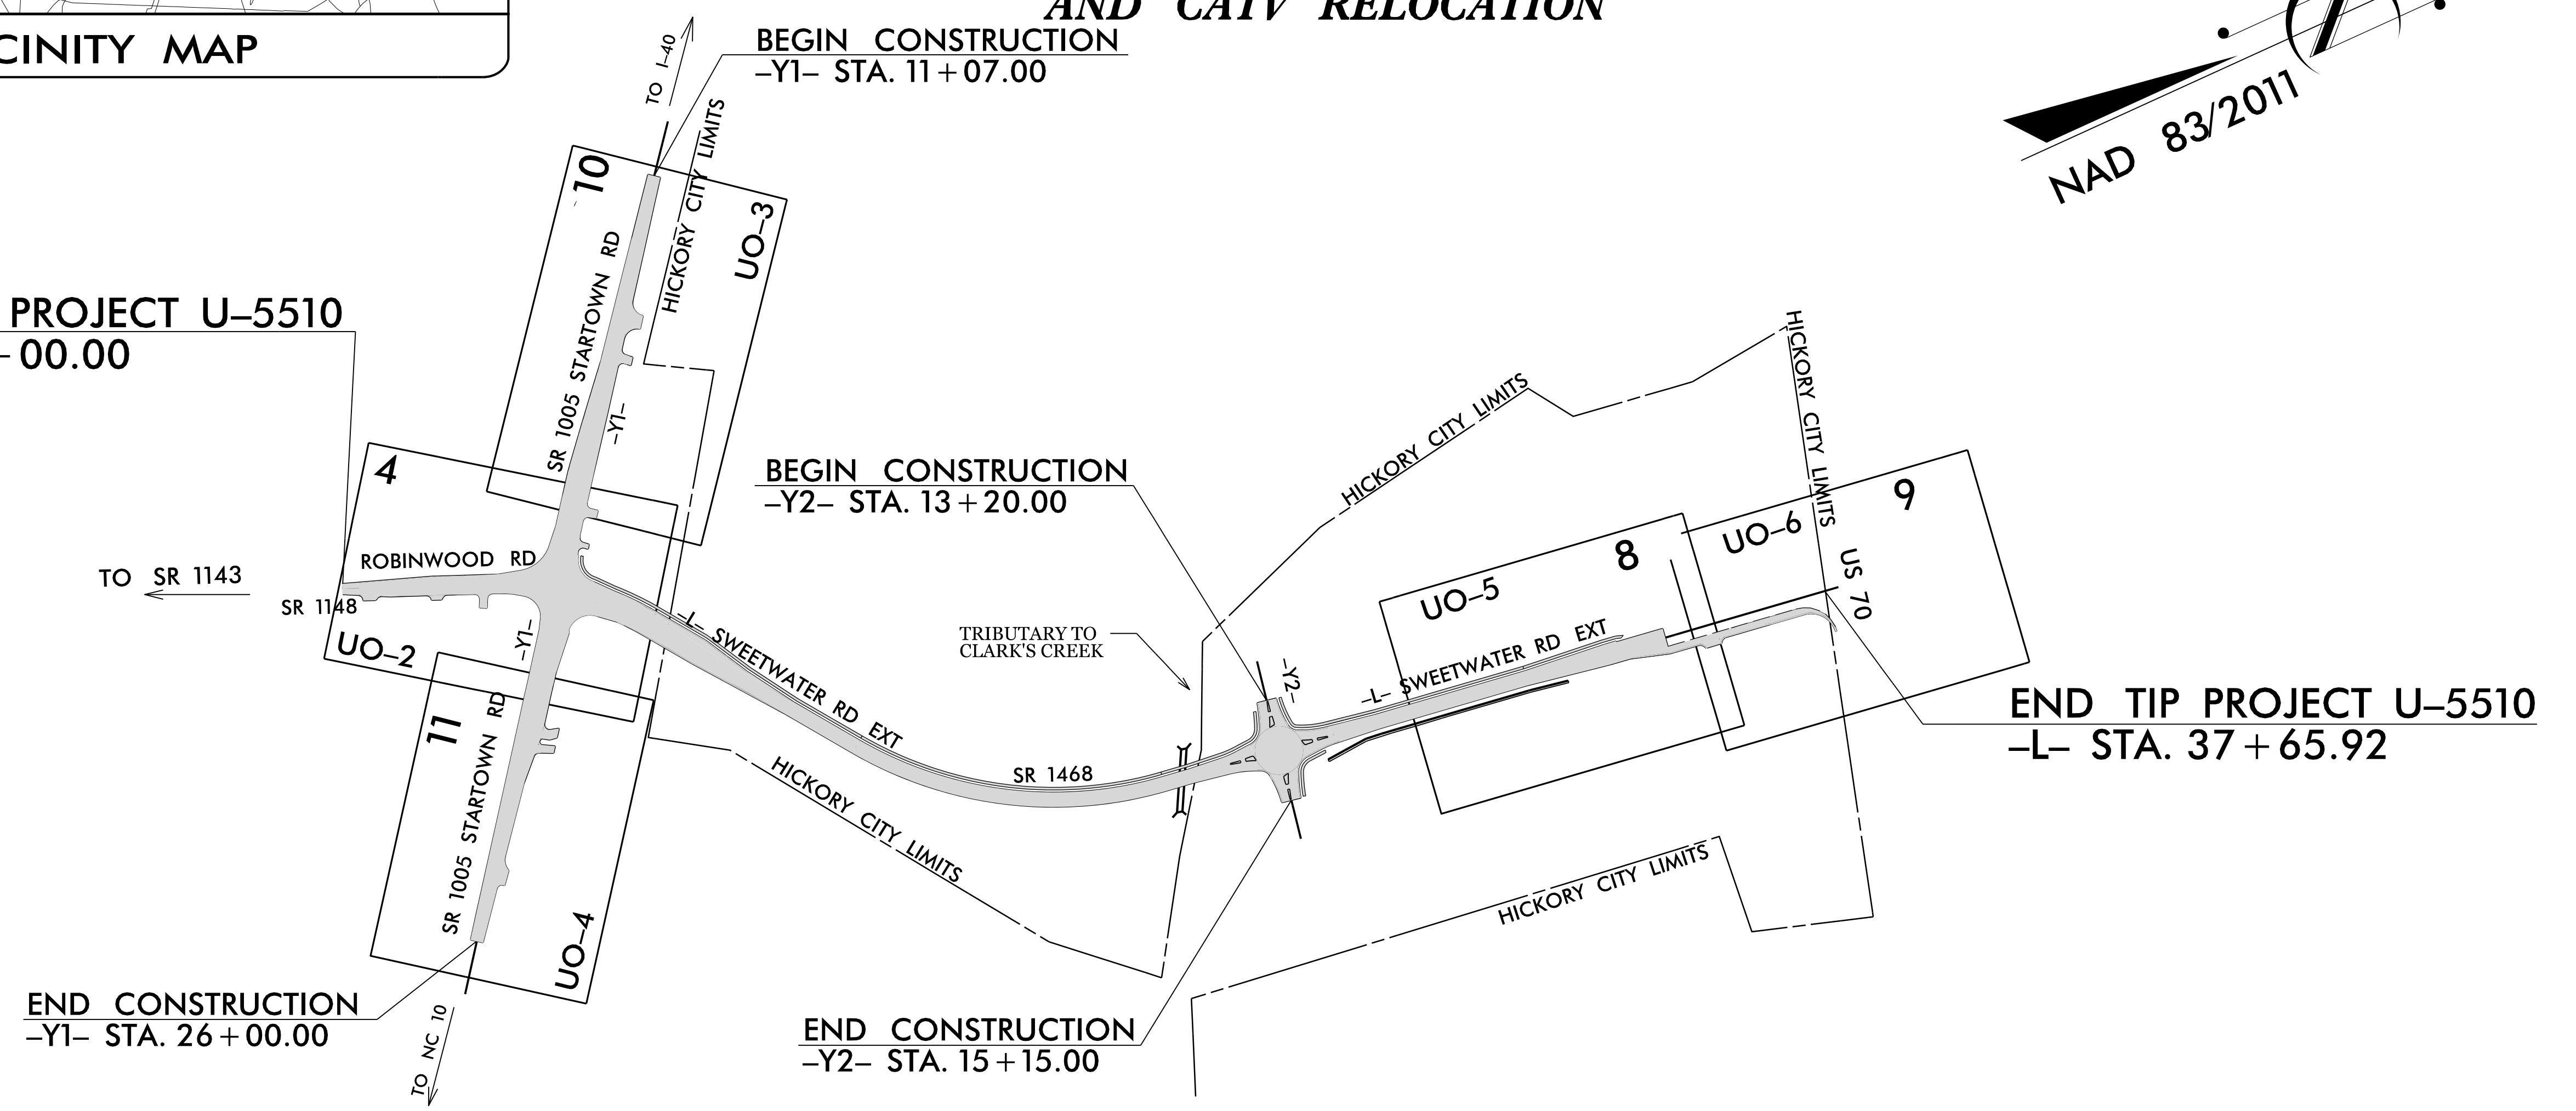 AND CATV RELOCATION
CINITY MAP
TO I-40
BEGIN CONSTRUCTION
–Y1– STA. 11+07.00
NAD 83/2011
HICKORY CITY LIMITS
10
UO–3
SR 1005 STARTOWN RD
–Y1–
PROJECT U–5510
00.00
4
ROBINWOOD RD
TO SR 1143
SR 1148
UO–2
–Y1–
11
SR 1005 STARTOWN RD
UO–4
END CONSTRUCTION
–Y1– STA. 26+00.00
TO NC 10
–L– SWEETWATER RD EXT
SR 1468
HICKORY CITY LIMITS
BEGIN CONSTRUCTION
–Y2– STA. 13+20.00
TRIBUTARY TO
CLARK'S CREEK
–Y2–
END CONSTRUCTION
–Y2– STA. 15+15.00
HICKORY CITY LIMITS
HICKORY CITY LIMITS
UO–5
8
–L– SWEETWATER RD EXT
UO–6
9
US 70
END TIP PROJECT U–5510
–L– STA. 37+65.92
HICKORY CITY LIMITS